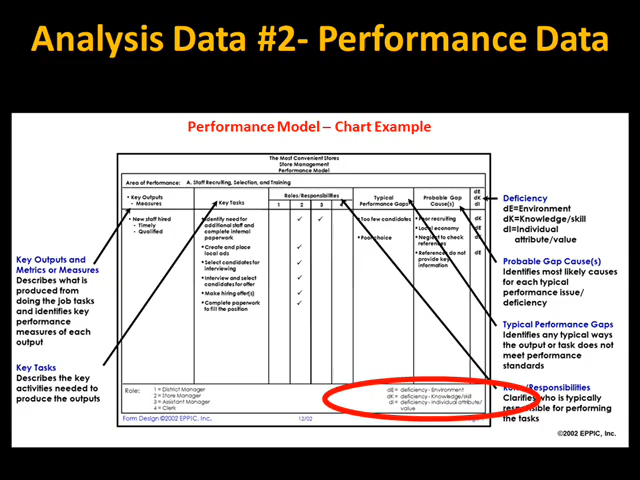 Analysis Data #2- Performance Data
Performance Model – Chart Example
The Most Convenient Stores
Store Management
Performance Model
Area of Performance: A. Staff Recruiting, Selection, and Training
• Key Outputs
- Measures
• Key Tasks
Roles/Responsibilities
1 2 3 4
Typical
Performance Gaps
Probable Gap
Cause(s)
dE
dK
dI
• New staff hired
- Timely
- Qualified
Identify need for
additional staff and
complete internal
paperwork
• Create and place
local ads
• Select candidates for
interviewing
• Interview and select
candidates for offer
• Make hiring offer(s)
• Complete paperwork
to fill the position
• Too few candidates
• Poor choice
• Poor recruiting
• Local economy
• Neglect to check
references
• References do not
provide key
information
dK
dE
dK
dE
Role:
1 = District Manager
2 = Store Manager
3 = Assistant Manager
4 = Clerk
dE = deficiency - Environment
dK = deficiency - Knowledge/skill
dI = deficiency - Individual attribute/
value
Form Design ©2002 EPPIC, Inc.
12/02
Key Outputs and
Metrics or Measures
Describes what is
produced from
doing the job tasks
and identifies key
performance
measures of each
output
Key Tasks
Describes the key
activities needed to
produce the outputs
Deficiency
dE=Environment
dK=Knowledge/skill
dI=Individual
attribute/value
Probable Gap Cause(s)
Identifies most likely causes
for each typical
performance issue/
deficiency
Typical Performance Gaps
Identifies any typical ways
the output or task does
not meet performance
standards
Roles/Responsibilities
Clarifies who is typically
responsible for performing
the tasks
©2002 EPPIC, Inc.